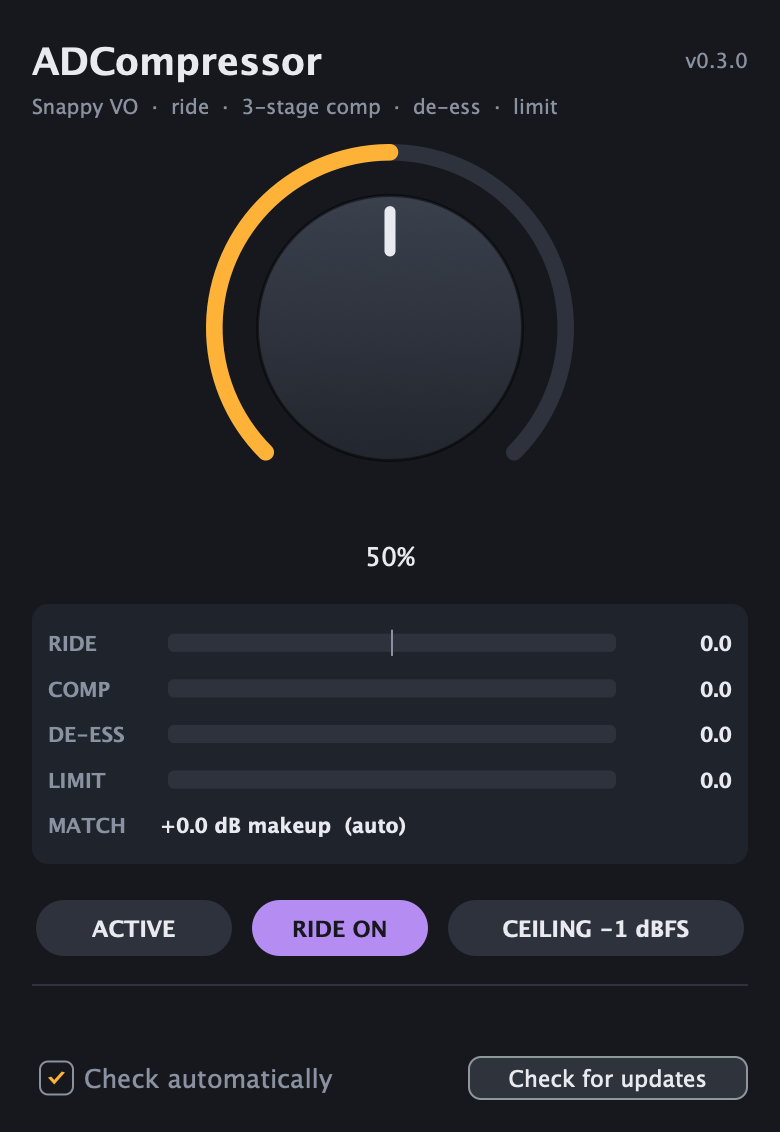 ADCompressor
v0.3.0
Snappy VO · ride · 3-stage comp · de-ess · limit
50%
RIDE 0.0
COMP 0.0
DE-ESS 0.0
LIMIT 0.0
MATCH +0.0 dB makeup (auto)
ACTIVE RIDE ON CEILING -1 dBFS
Check automatically Check for updates